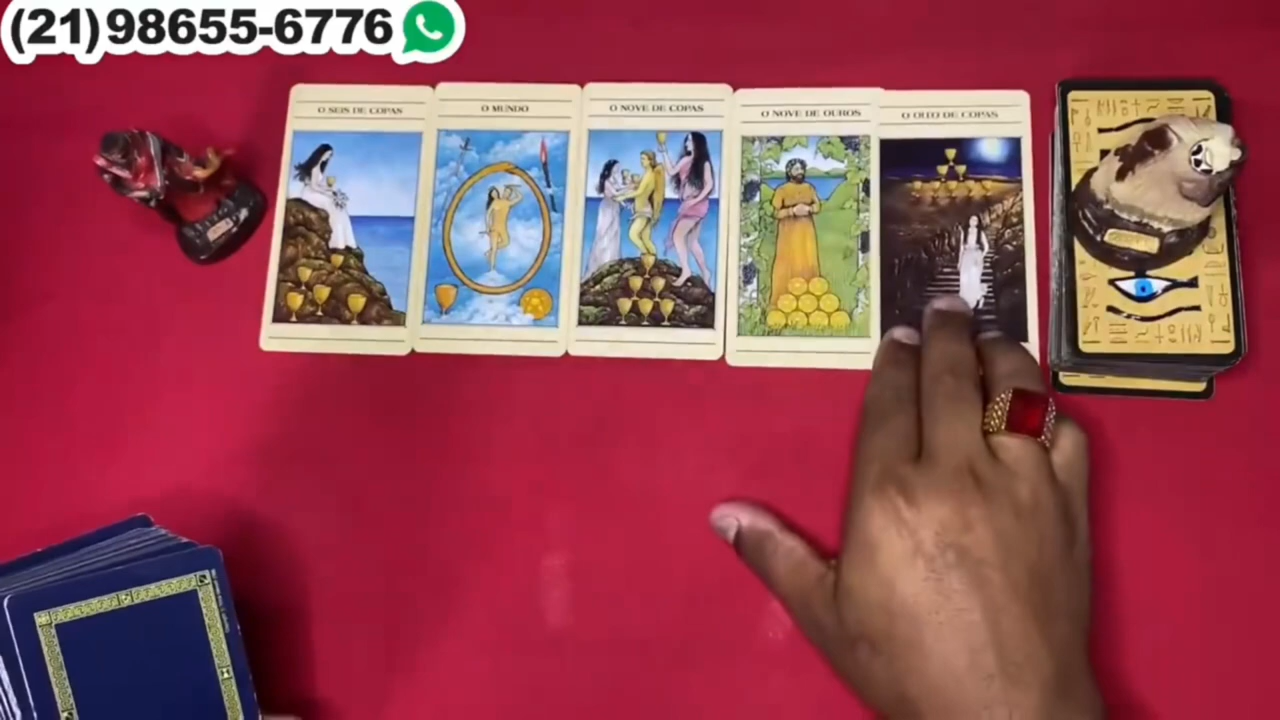 (21)98655-6776
O SEIS DE COPAS
O MUNDO
O NOVE DE COPAS
O NOVE DE OUROS
O OITO DE COPAS